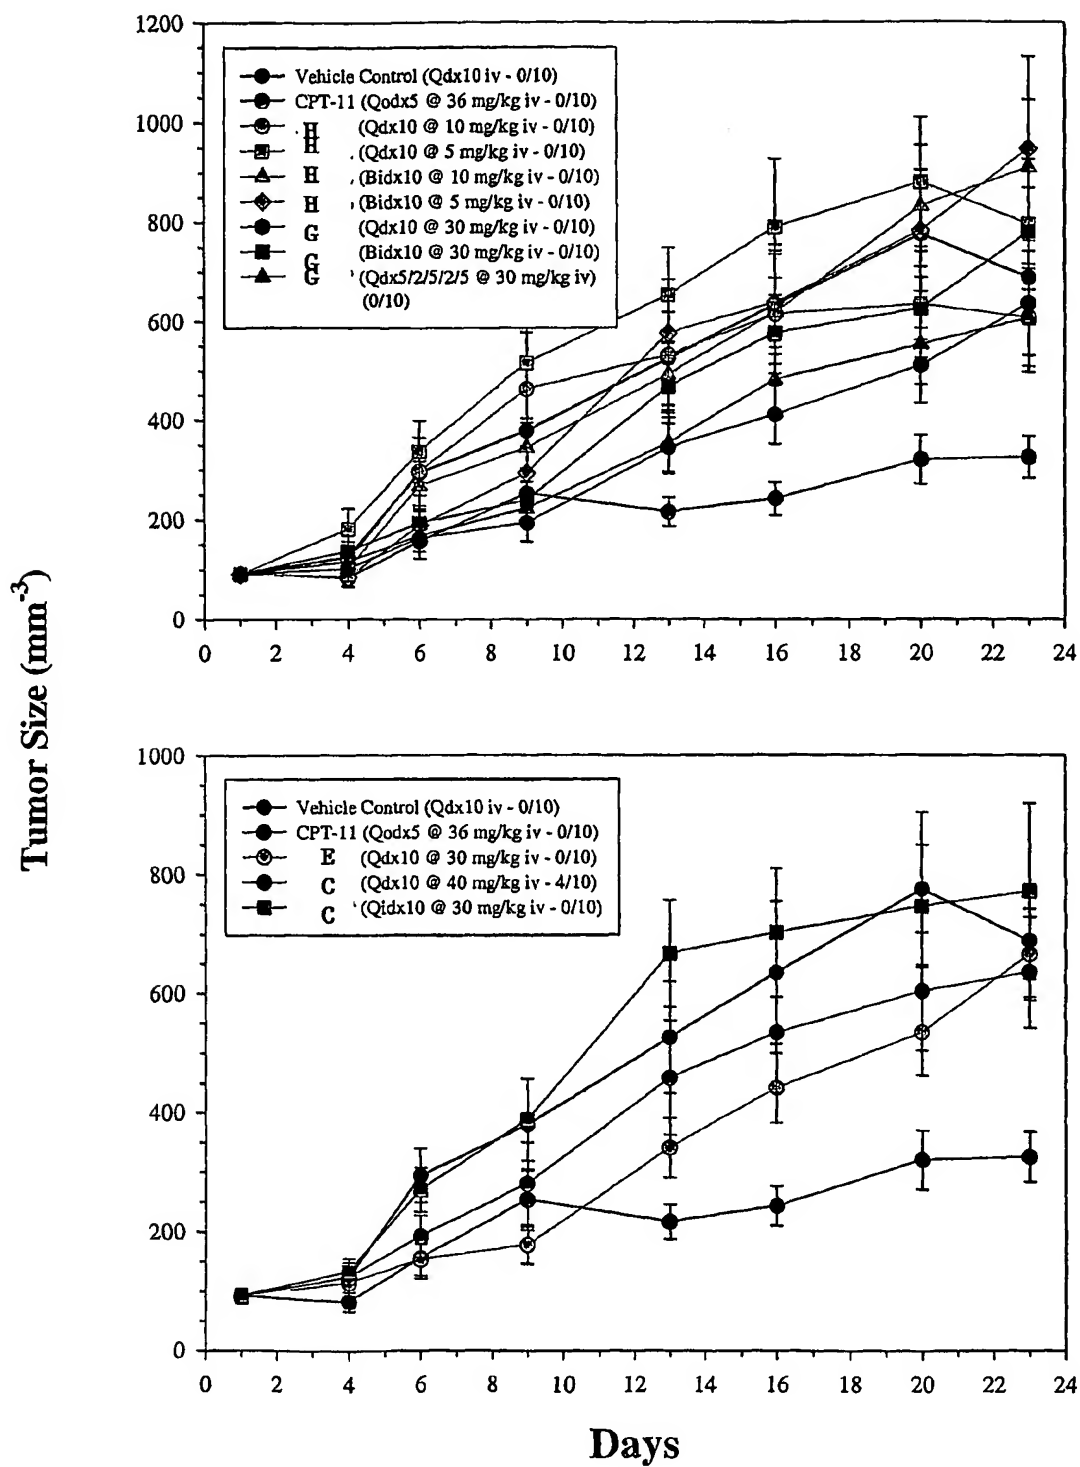 Tumor Size (mm-3)
1200
1000
800
600
400
200
0
Vehicle Control (Qdx10 iv - 0/10)
CPT-11 (Qodx5 @ 36 mg/kg iv - 0/10)
H (Qdx10 @ 10 mg/kg iv - 0/10)
H (Qdx10 @ 5 mg/kg iv - 0/10)
H (Bidx10 @ 10 mg/kg iv - 0/10)
H (Bidx10 @ 5 mg/kg iv - 0/10)
G (Qdx10 @ 30 mg/kg iv - 0/10)
G (Bidx10 @ 30 mg/kg iv - 0/10)
G (Qdx5/2/5/2/5 @ 30 mg/kg iv)
(0/10)
0 2 4 6 8 10 12 14 16 18 20 22 24
1000
800
600
400
200
0
Vehicle Control (Qdx10 iv - 0/10)
CPT-11 (Qodx5 @ 36 mg/kg iv - 0/10)
E (Qdx10 @ 30 mg/kg iv - 0/10)
C (Qdx10 @ 40 mg/kg iv - 4/10)
C (Qidx10 @ 30 mg/kg iv - 0/10)
0 2 4 6 8 10 12 14 16 18 20 22 24
Days